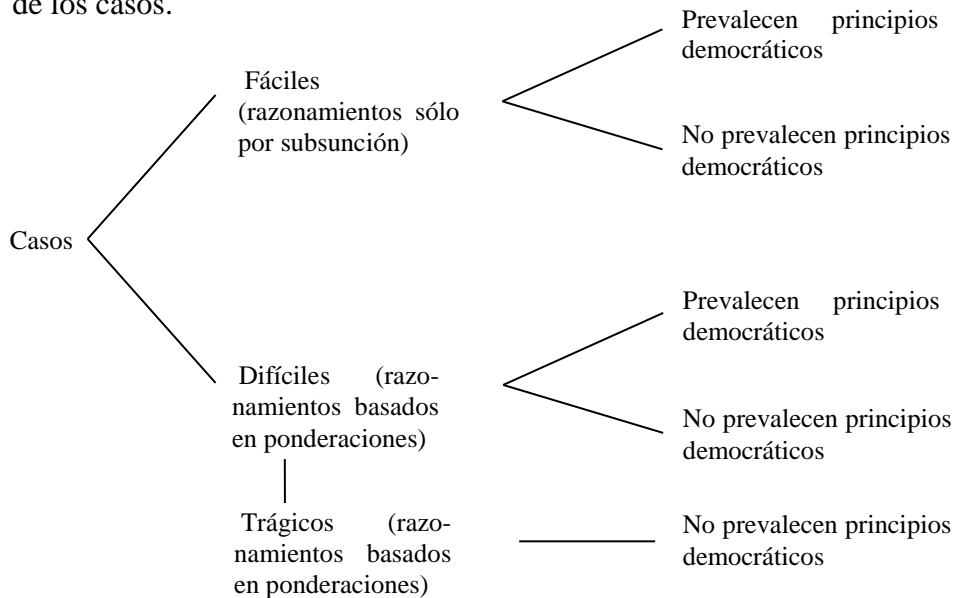 de los casos.
Prevalecen principios
democráticos
Fáciles
(razonamientos sólo
por subsunción)
No prevalecen principios
democráticos
Casos
Prevalecen principios
democráticos
Difíciles (razo-
namientos basados
en ponderaciones)
No prevalecen principios
democráticos
Trágicos (razo-
namientos basados
en ponderaciones)
No prevalecen principios
democráticos